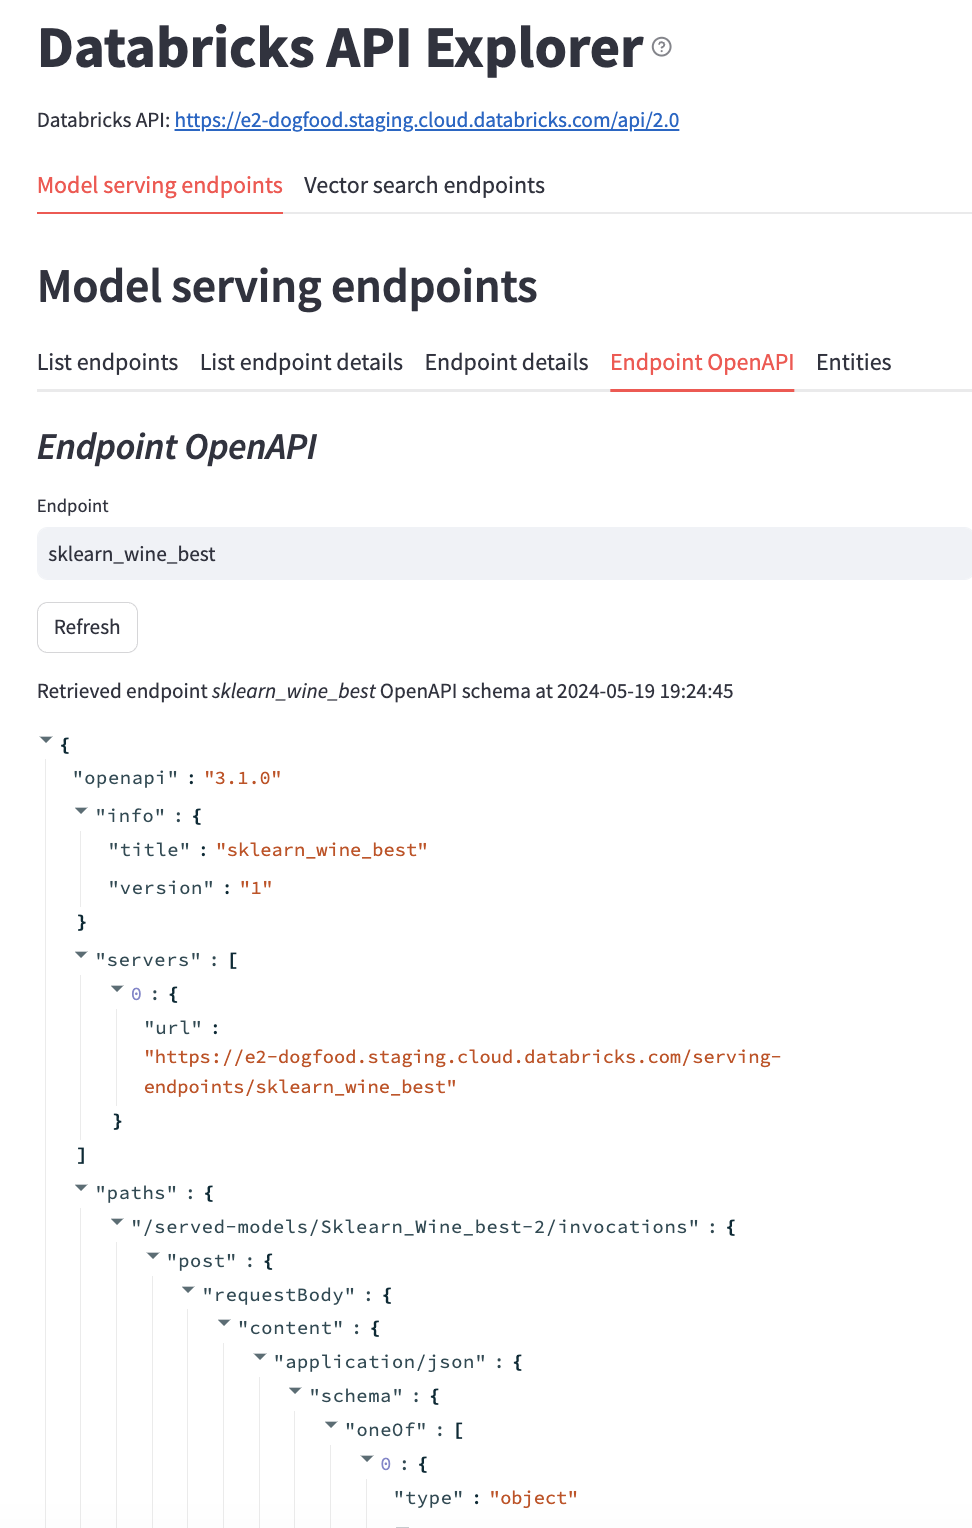 Databricks API Explorer
Databricks API: https://e2-dogfood.staging.cloud.databricks.com/api/2.0
Model serving endpoints Vector search endpoints
Model serving endpoints
List endpoints List endpoint details Endpoint details Endpoint OpenAPI Entities
Endpoint OpenAPI
Endpoint
sklearn_wine_best
Refresh
Retrieved endpoint sklearn_wine_best OpenAPI schema at 2024-05-19 19:24:45
{
"openapi" : "3.1.0"
"info" : {
"title" : "sklearn_wine_best"
"version" : "1"
}
"servers" : [
0 : {
"url" :
"https://e2-dogfood.staging.cloud.databricks.com/serving-
endpoints/sklearn_wine_best"
}
]
"paths" : {
"/served-models/Sklearn_Wine_best-2/invocations" : {
"post" : {
"requestBody" : {
"content" : {
"application/json" : {
"schema" : {
"oneOf" : [
0 : {
"type" : "object"